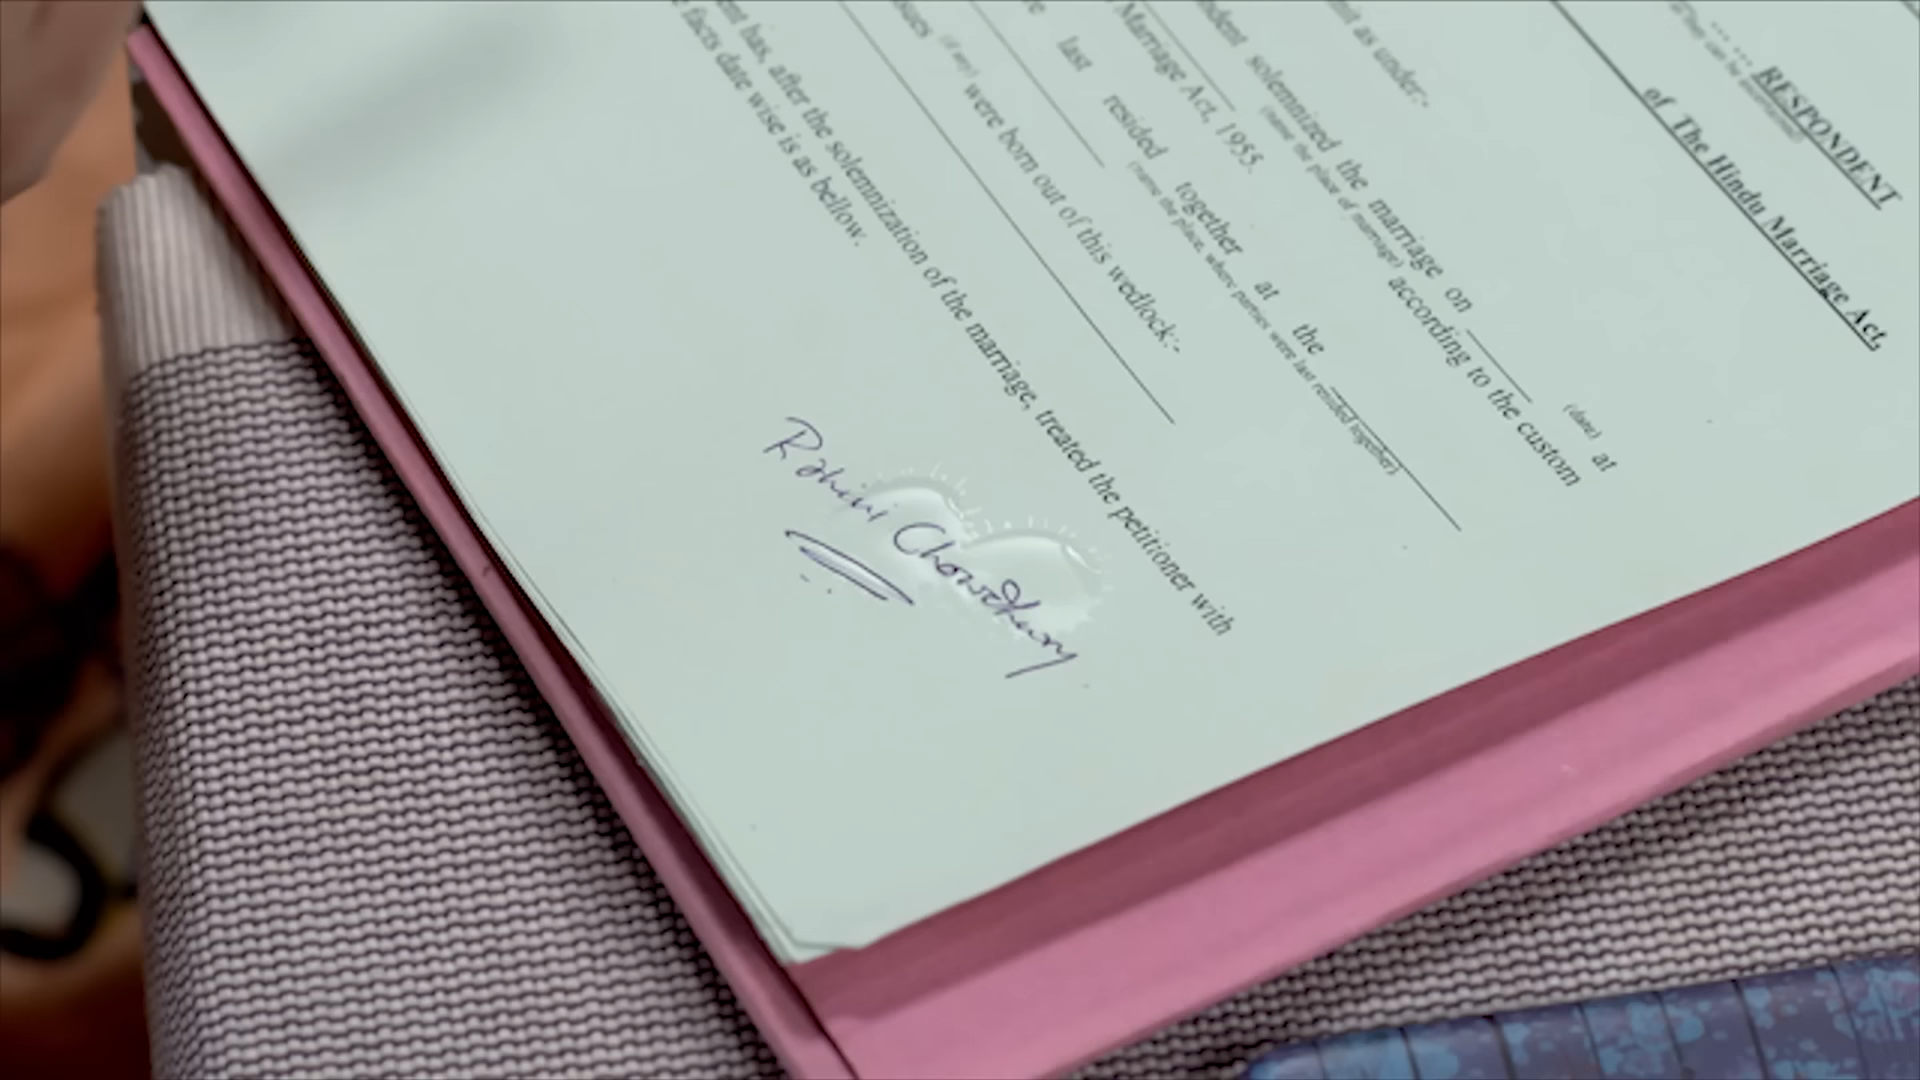 RESPONDENT
of The Hindu Marriage Act,
as under:-
solemnized the marriage on (date) at
(name the place of marriage) according to the custom
Marriage Act, 1955.
last resided together at the
(name the place, where parties were last resided together)
(if any) were born out of this wedlock:-
has, after the solemnization of the marriage, treated the petitioner with
facts date wise is as bellow.
Rohini Chowdhury